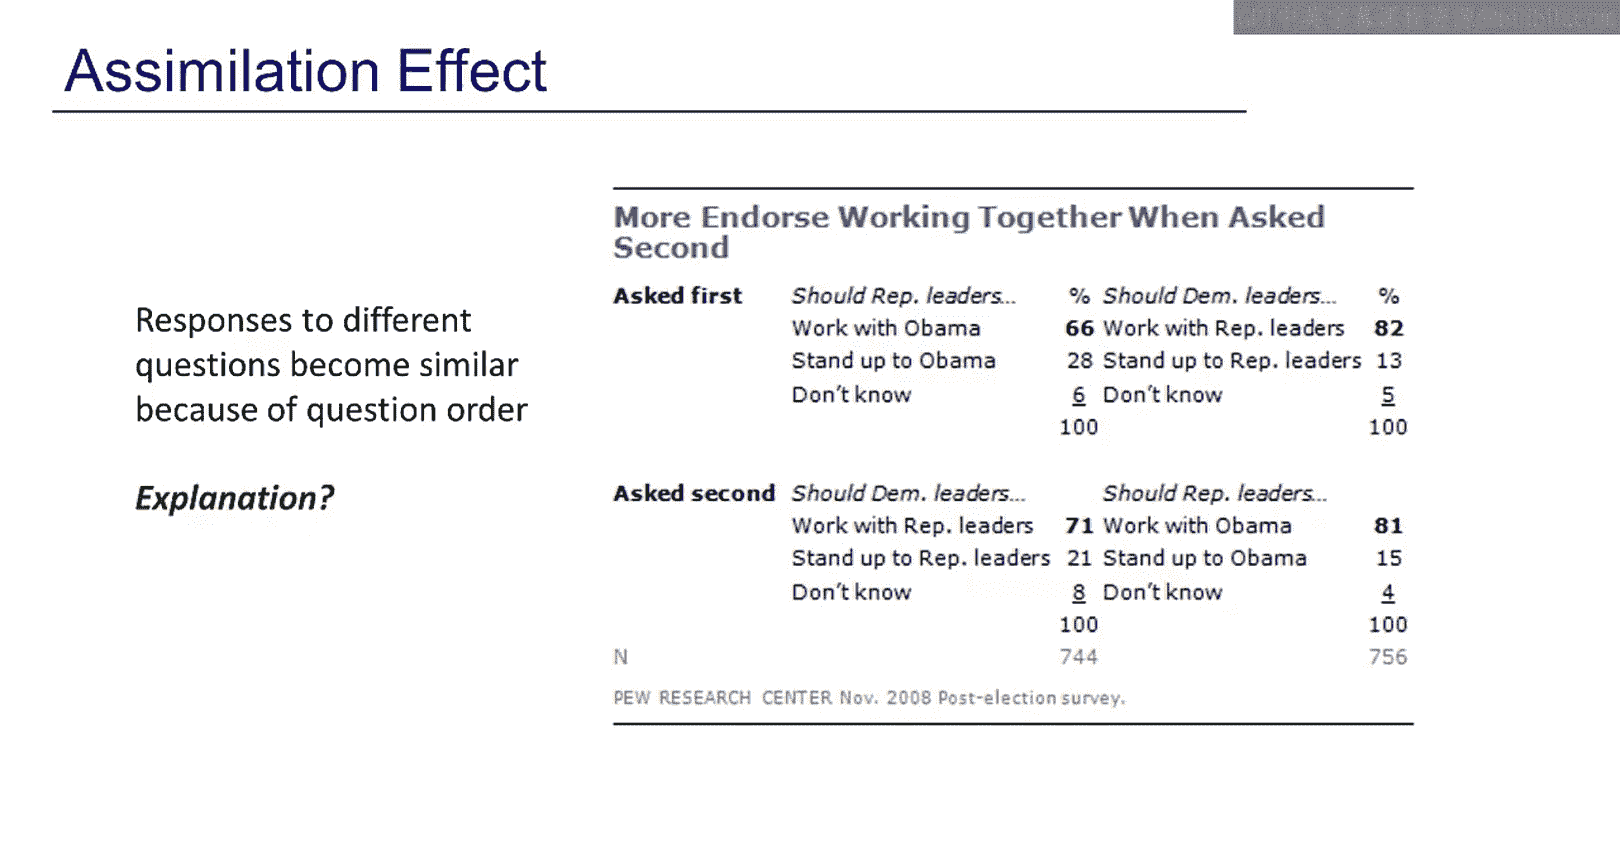 Assimilation Effect
Responses to different
questions become similar
because of question order
Explanation?
More Endorse Working Together When Asked
Second
Asked first Should Rep. leaders... % Should Dem. leaders... %
Work with Obama 66 Work with Rep. leaders 82
Stand up to Obama 28 Stand up to Rep. leaders 13
Don't know 6 Don't know 5
100 100
Asked second Should Dem. leaders... Should Rep. leaders...
Work with Rep. leaders 71 Work with Obama 81
Stand up to Rep. leaders 21 Stand up to Obama 15
Don't know 8 Don't know 4
100 100
N 744 756
PEW RESEARCH CENTER Nov. 2008 Post-election survey.